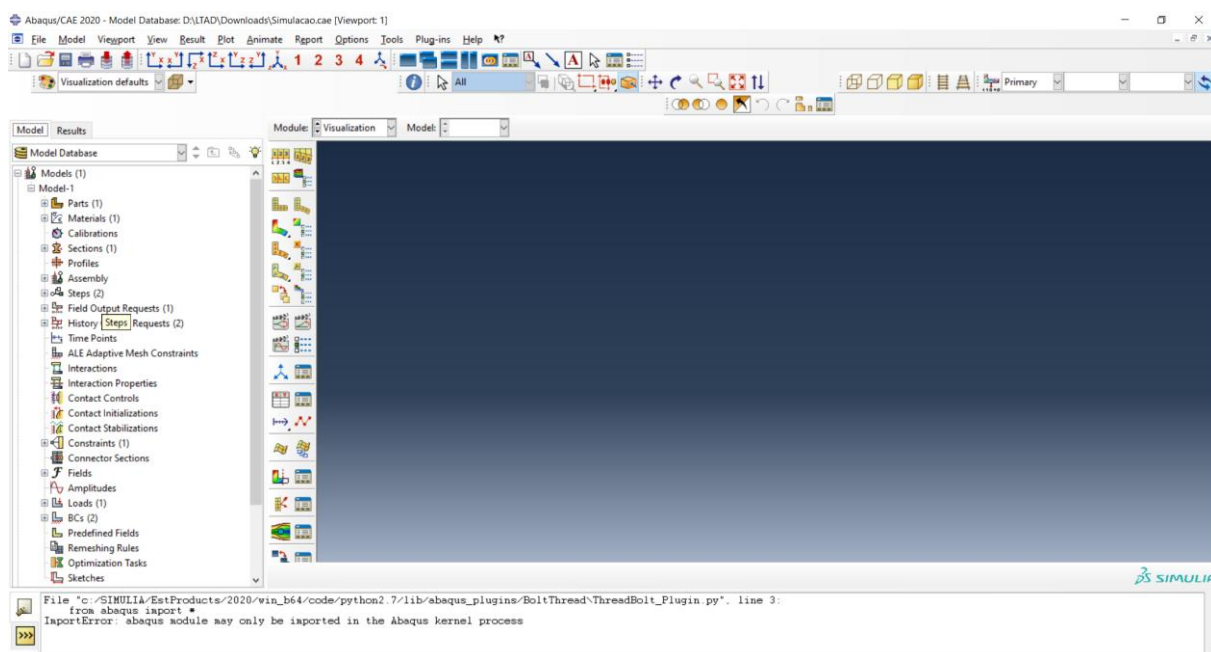 Abaqus/CAE 2020 - Model Database: D:\LTAD\Downloads\Simulacao.cae [Viewport: 1]
File Model Viewport View Result Plot Animate Report Options Tools Plug-ins Help
1 2 3 4 A
Visualization defaults All Primary
Model Results
Module: Visualization Model:
Model Database
Models (1)
Model-1
Parts (1)
Materials (1)
Calibrations
Sections (1)
Profiles
Assembly
Steps (2)
Field Output Requests (1)
History Steps Requests (2)
Time Points
ALE Adaptive Mesh Constraints
Interactions
Interaction Properties
Contact Controls
Contact Initializations
Contact Stabilizations
Constraints (1)
Connector Sections
Fields
Amplitudes
Loads (1)
BCs (2)
Predefined Fields
Remeshing Rules
Optimization Tasks
Sketches
SIMULIA
File "c:/SIMULIA/EstProducts/2020/win_b64/code/python2.7/lib/abaqus_plugins/BoltThread\ThreadBolt_Plugin.py", line 3:
from abaqus import *
ImportError: abaqus module may only be imported in the Abaqus kernel process
>>>